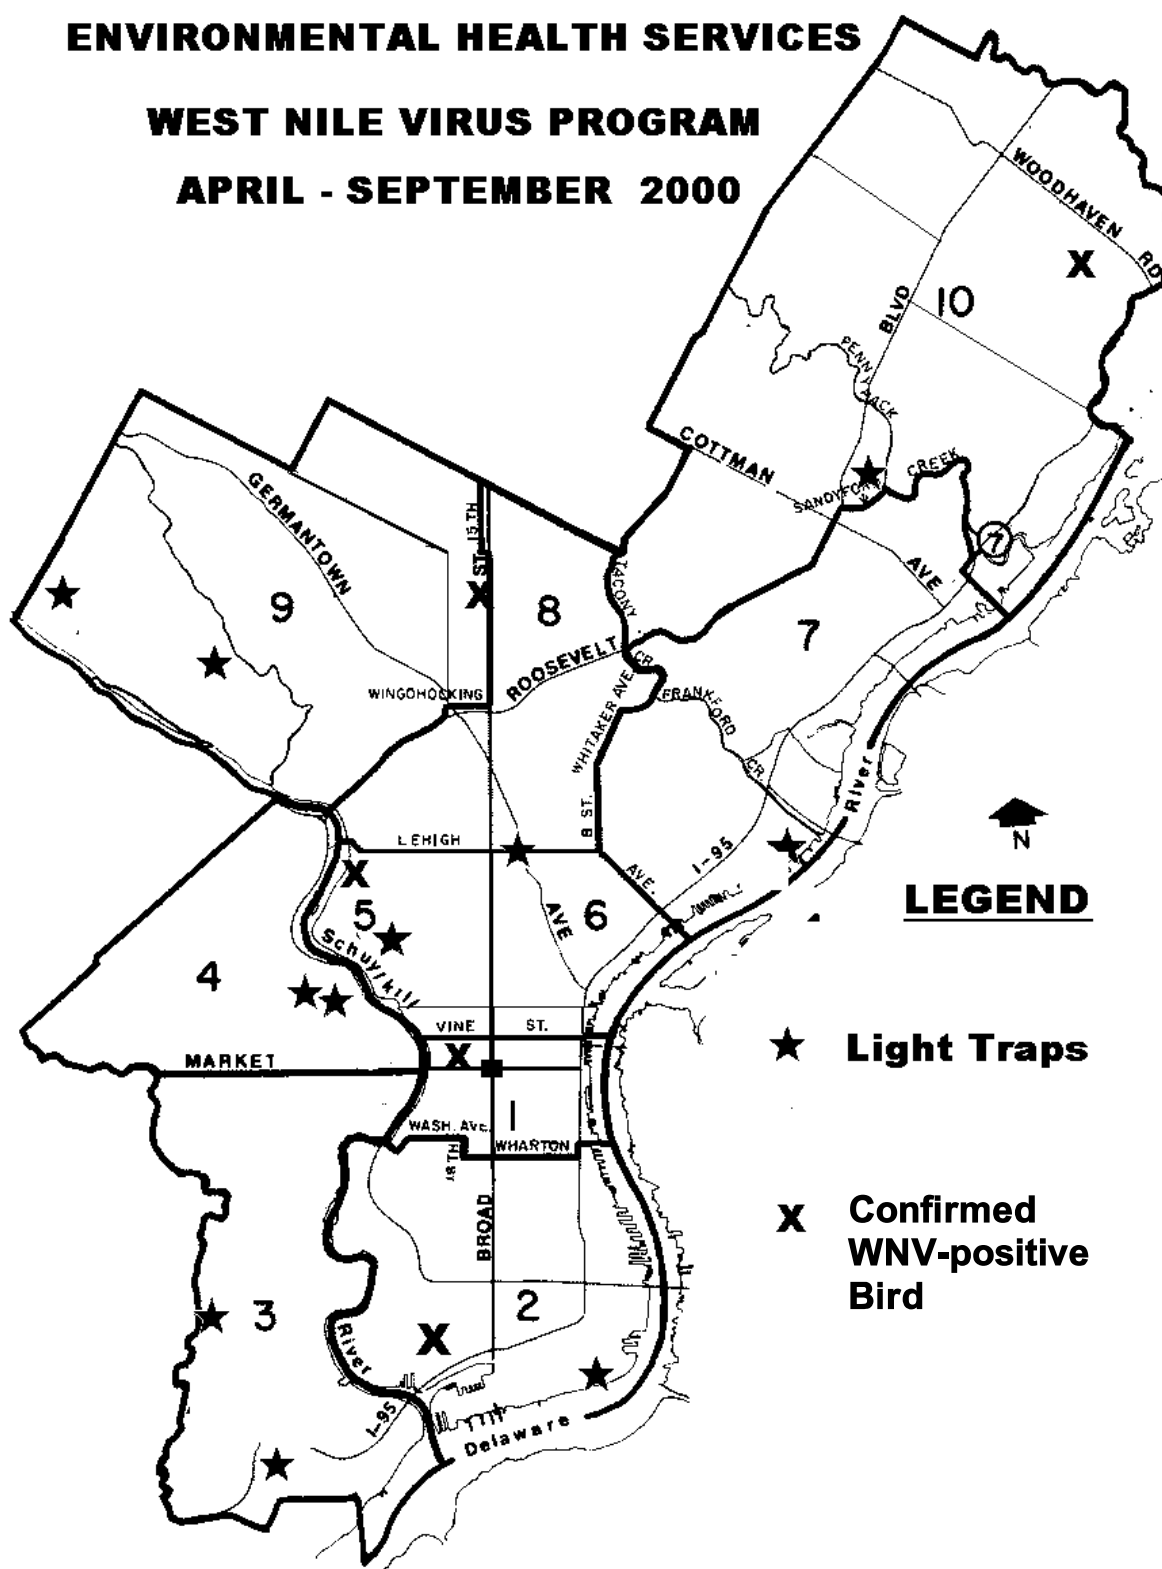 ENVIRONMENTAL HEALTH SERVICES
WEST NILE VIRUS PROGRAM
APRIL - SEPTEMBER 2000
WOODHAVEN RD
10
BLVD
PENNYPACK
CREEK
COTTMAN
AVE
SANDYFORD
7
GERMANTOWN
15TH
ST.
TACONY
CR.
9
8
7
ROOSEVELT
WINGOHOCKING
WHITAKER AVE.
FRANKFORD
CR.
River
B ST.
LEHIGH
AVE.
I-95
N
LEGEND
5
AVE
6
Schuylkill
4
VINE ST.
Light Traps
MARKET
1
WASH. AVE.
WHARTON
18TH
BROAD
X Confirmed
WNV-positive
Bird
3
2
River
I-95
Delaware